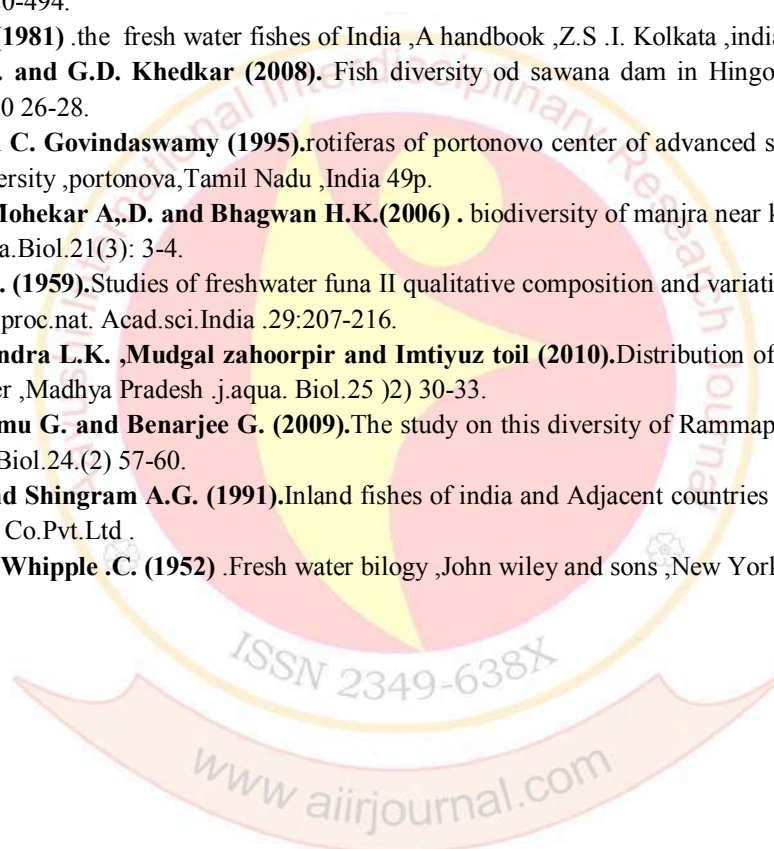 0-494.
(1981) .the fresh water fishes of India ,A handbook ,Z.S .I. Kolkata ,india
. and G.D. Khedkar (2008). Fish diversity od sawana dam in Hingo
0 26-28.
C. Govindaswamy (1995).rotiferas of portonovo center of advanced s
ersity ,portonova,Tamil Nadu ,India 49p.
Mohekar A,.D. and Bhagwan H.K.(2006) . biodiversity of manjra near k
a.Biol.21(3): 3-4.
. (1959).Studies of freshwater funa II qualitative composition and variati
proc.nat. Acad.sci.India .29:207-216.
ndra L.K. ,Mudgal zahoorpir and Imtiyuz toil (2010).Distribution of
er ,Madhya Pradesh .j.aqua. Biol.25 )2) 30-33.
mu G. and Benarjee G. (2009).The study on this diversity of Rammap
Biol.24.(2) 57-60.
nd Shingram A.G. (1991).Inland fishes of india and Adjacent countries
Co.Pvt.Ltd .
Whipple .C. (1952) .Fresh water bilogy ,John wiley and sons ,New York
International Interdisciplinary Research Journal
ISSN 2349-638X
www aiirjournal.com